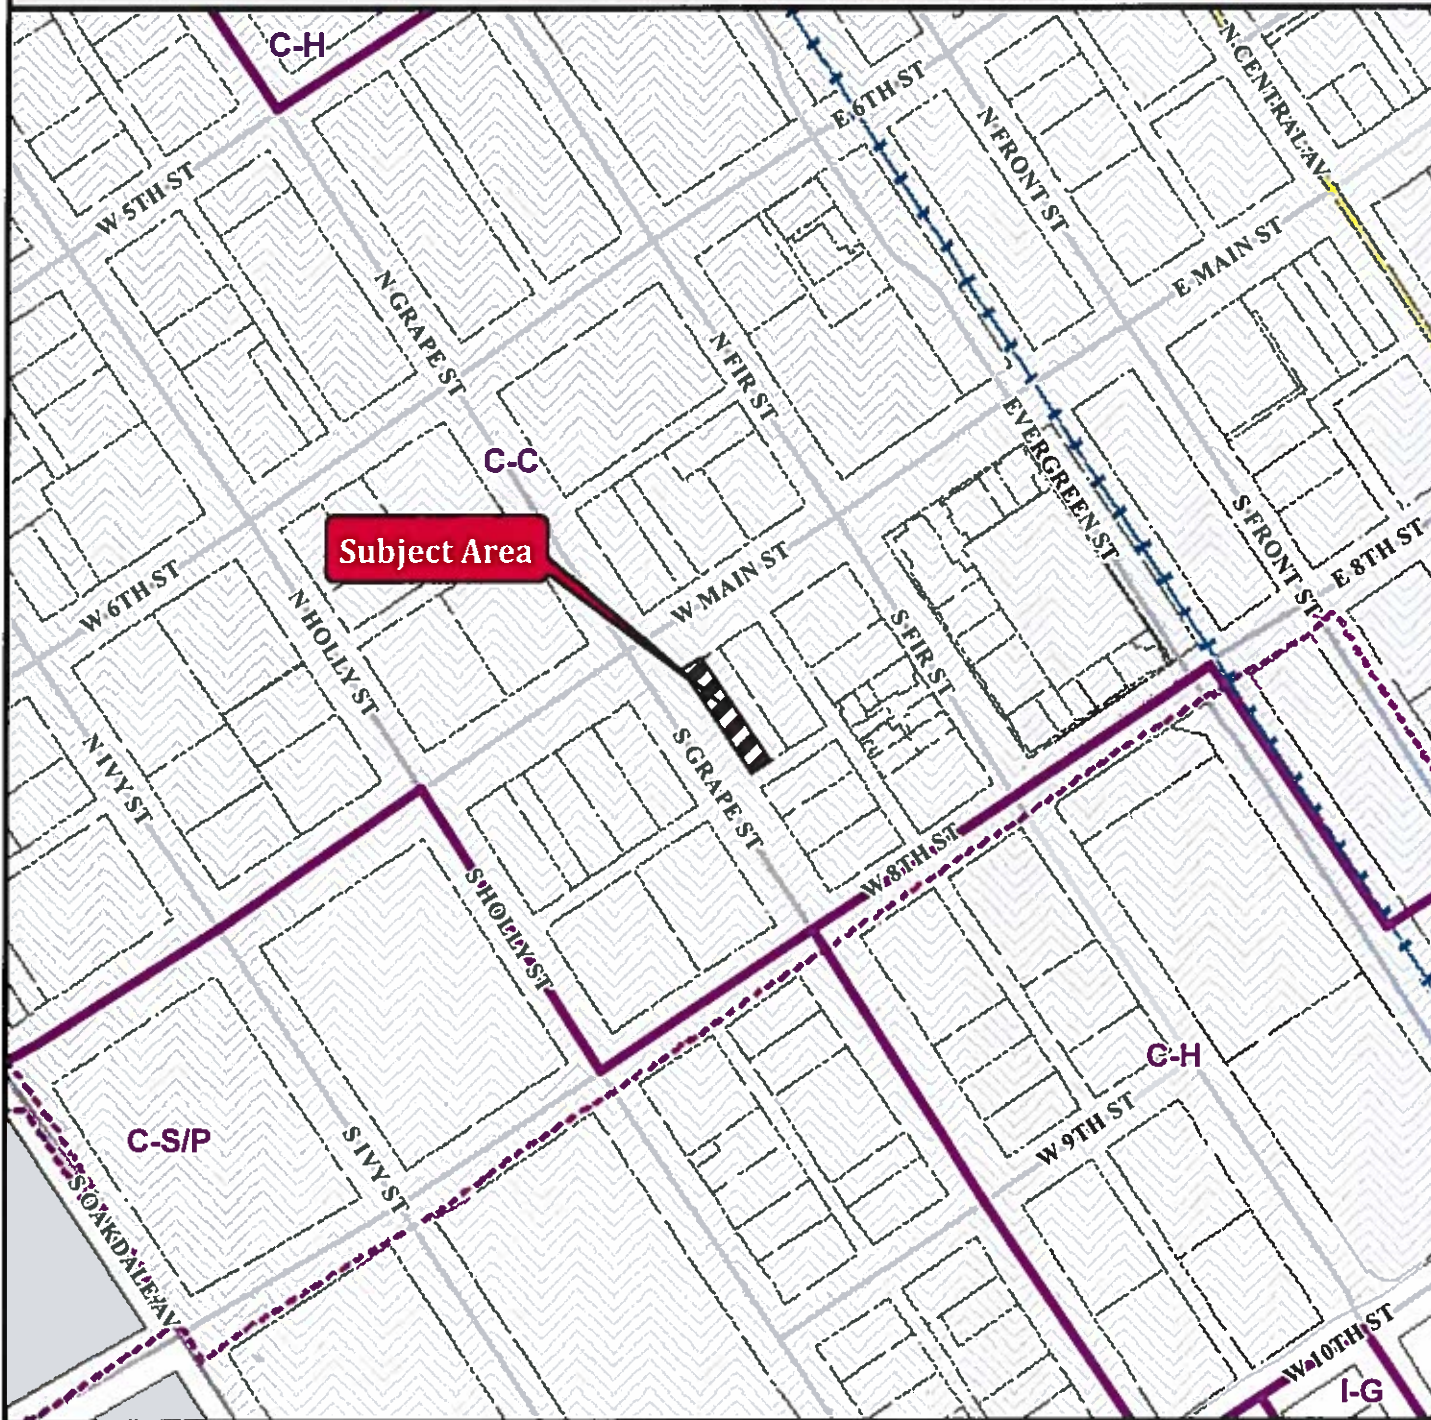 C-H
N CENTRAL AV
E 6TH ST
N FRONT ST
W 5TH ST
E MAIN ST
N GRAPE ST
N FIR ST
C-C
EVERGREEN ST
S FRONT ST
E 8TH ST
Subject Area
W MAIN ST
W 6TH ST
N HOLLY ST
S FIR ST
N IVY ST
S GRAPE ST
W 8TH ST
S HOLLY ST
C-H
C-S/P
W 9TH ST
S IVY ST
S OAKDALE AV
W 10TH ST
I-G